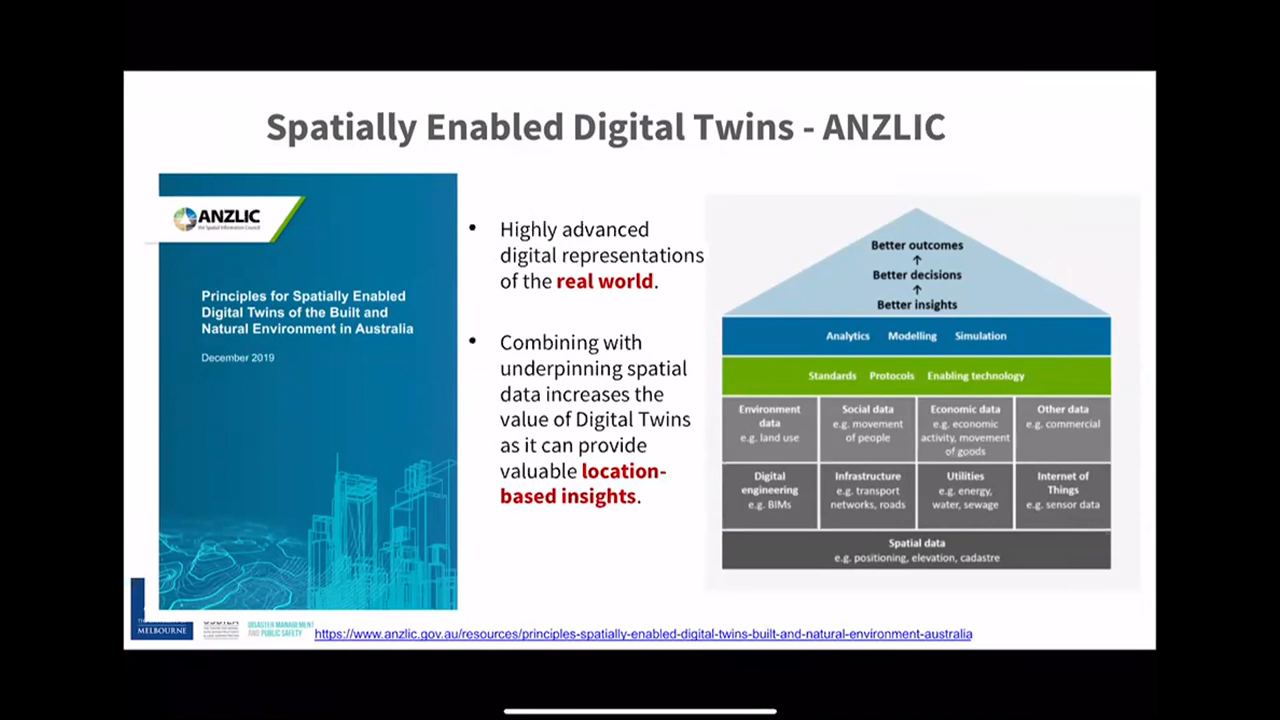 Spatially Enabled Digital Twins - ANZLIC
ANZLIC
the Spatial Information Council
Principles for Spatially Enabled
Digital Twins of the Built and
Natural Environment in Australia
December 2019
• Highly advanced
digital representations
of the real world.
• Combining with
underpinning spatial
data increases the
value of Digital Twins
as it can provide
valuable location-
based insights.
Better outcomes
↑
Better decisions
↑
Better insights
Analytics Modelling Simulation
Standards Protocols Enabling technology
Environment
data
e.g. land use
Social data
e.g. movement
of people
Economic data
e.g. economic
activity, movement
of goods
Other data
e.g. commercial
Digital
engineering
e.g. BIMs
Infrastructure
e.g. transport
networks, roads
Utilities
e.g. energy,
water, sewage
Internet of
Things
e.g. sensor data
Spatial data
e.g. positioning, elevation, cadastre
MELBOURNE
DISASTER MANAGEMENT
AND PUBLIC SAFETY
https://www.anzlic.gov.au/resources/principles-spatially-enabled-digital-twins-built-and-natural-environment-australia